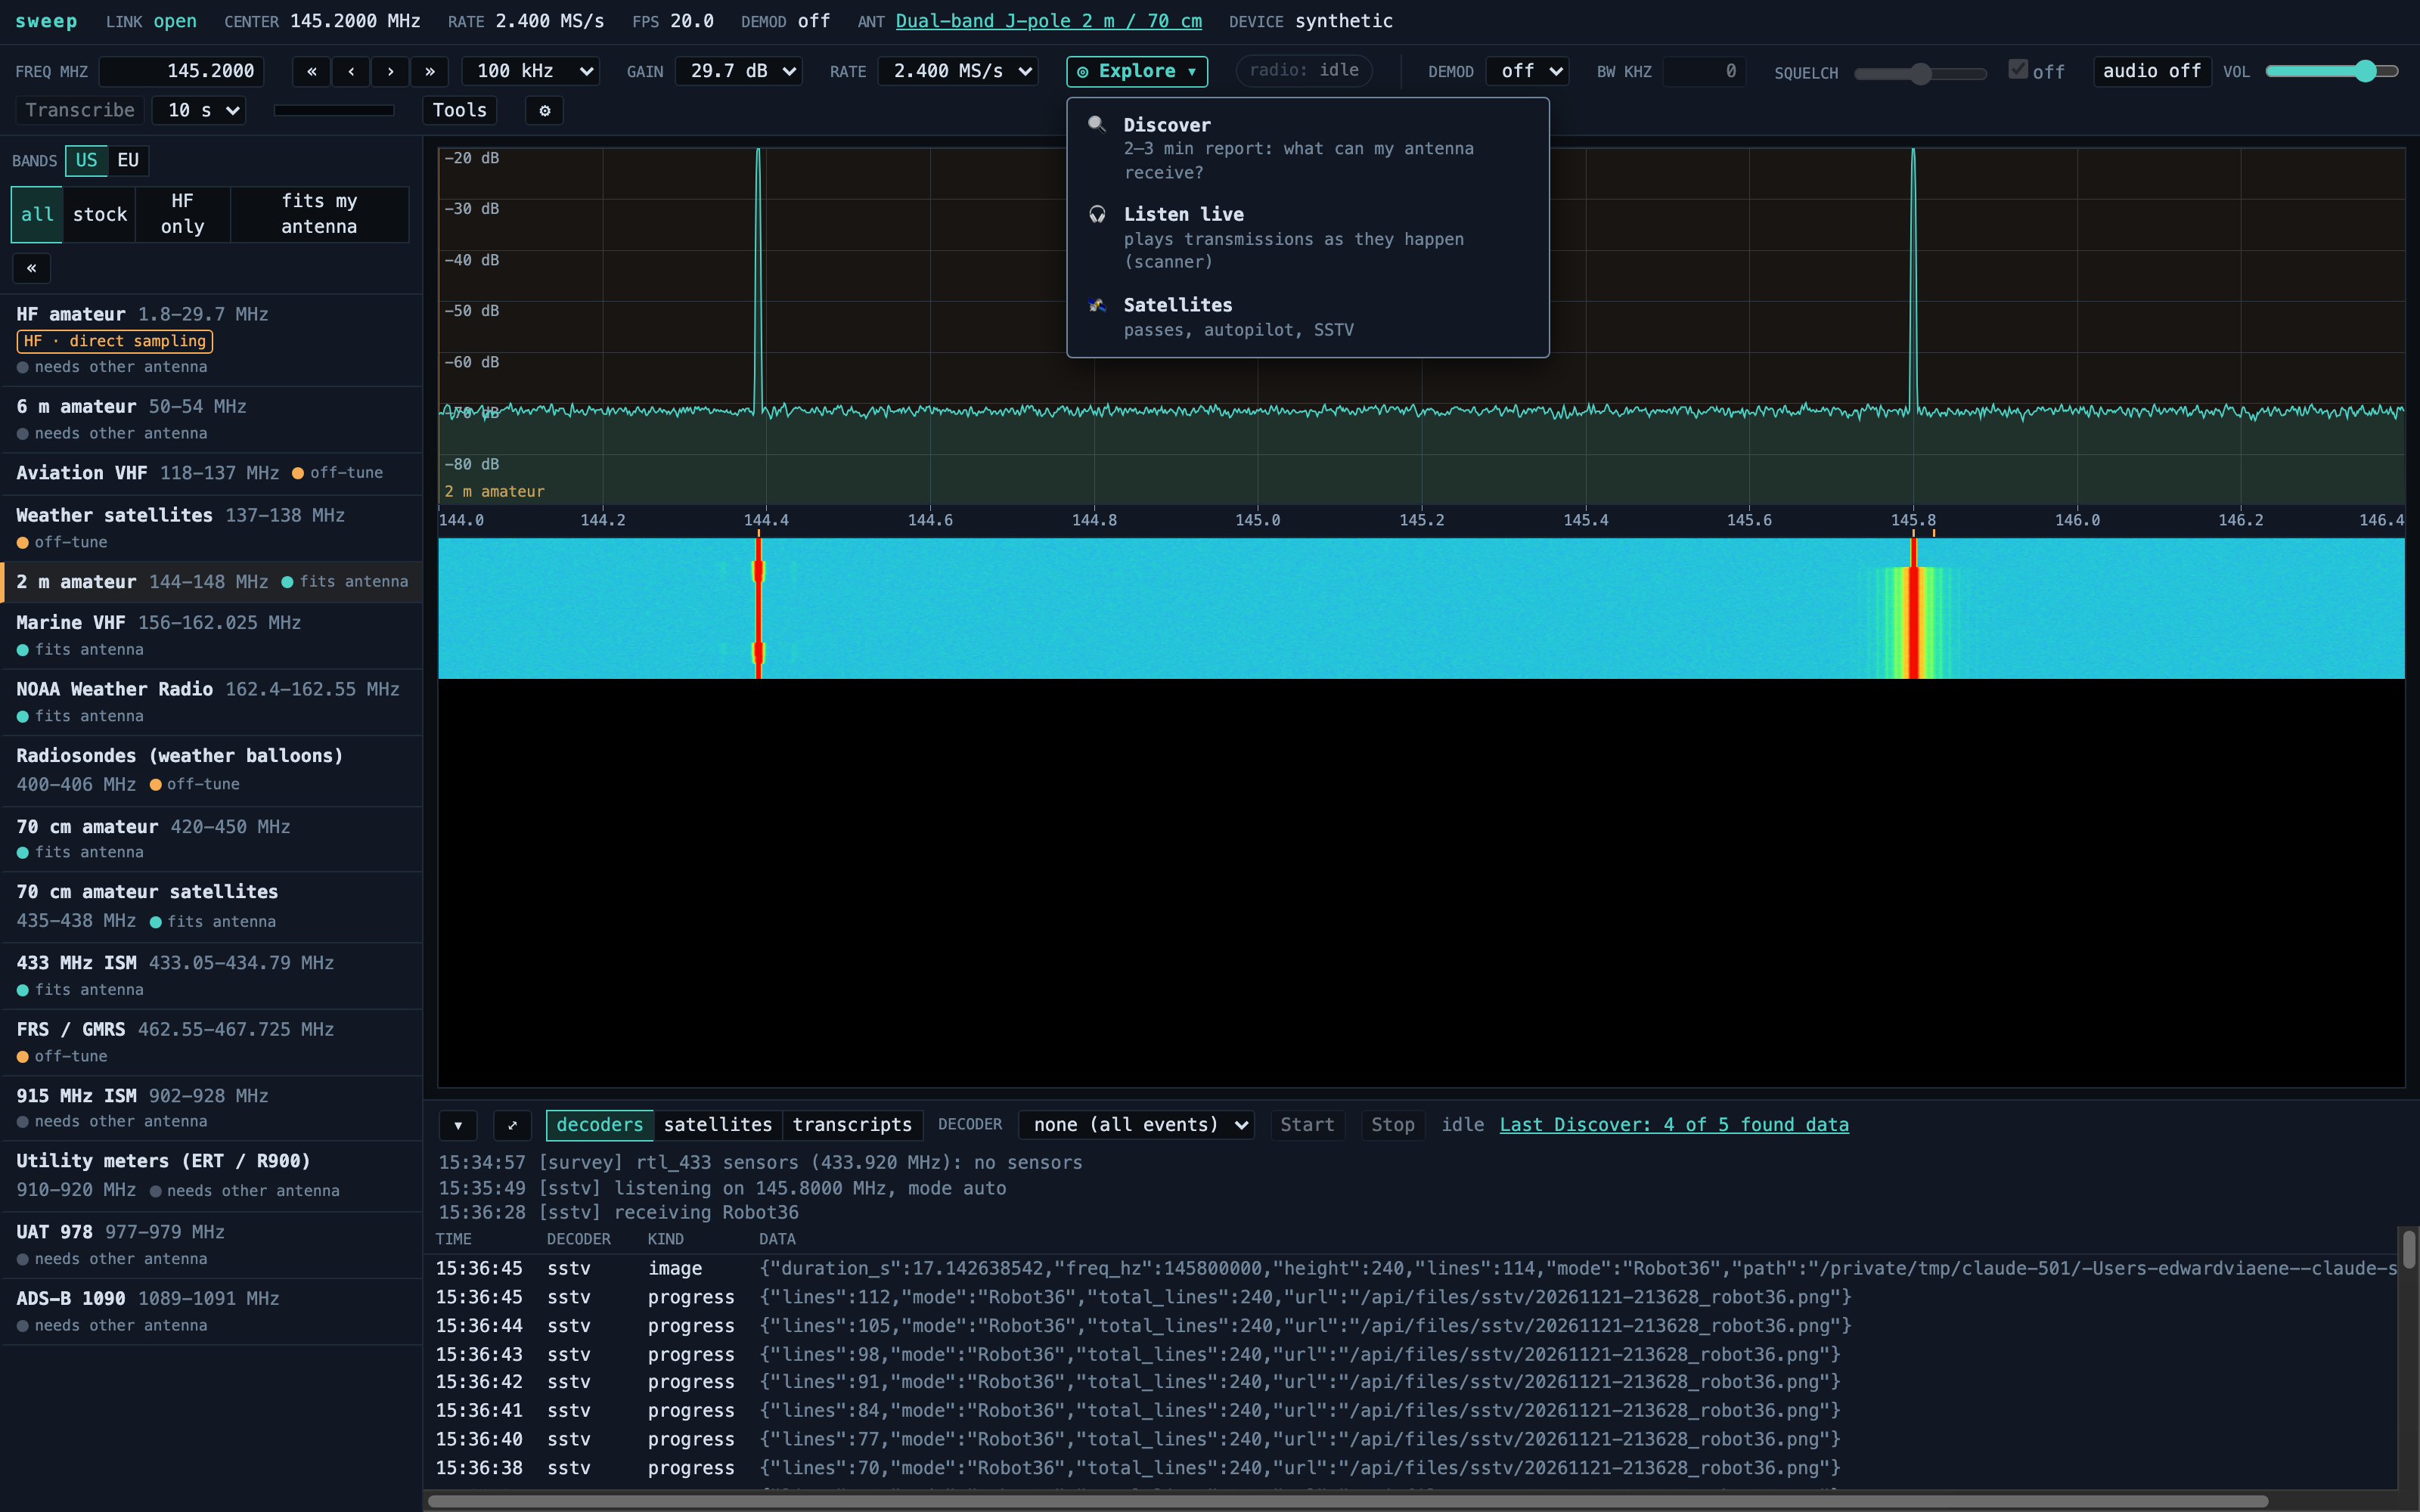 sweep LINK open CENTER 145.2000 MHz RATE 2.400 MS/s FPS 20.0 DEMOD off ANT Dual-band J-pole 2 m / 70 cm DEVICE synthetic
FREQ MHZ 145.2000 « ‹ › » 100 kHz GAIN 29.7 dB RATE 2.400 MS/s ◎ Explore ▾ radio: idle DEMOD off BW KHZ 0 SQUELCH off audio off VOL
Transcribe 10 s Tools ⚙
Discover
2–3 min report: what can my antenna
receive?
Listen live
plays transmissions as they happen
(scanner)
Satellites
passes, autopilot, SSTV
BANDS US EU
all stock HF only fits my antenna
«
HF amateur 1.8–29.7 MHz
HF · direct sampling
needs other antenna
6 m amateur 50–54 MHz
needs other antenna
Aviation VHF 118–137 MHz off-tune
Weather satellites 137–138 MHz
off-tune
2 m amateur 144–148 MHz fits antenna
Marine VHF 156–162.025 MHz
fits antenna
NOAA Weather Radio 162.4–162.55 MHz
fits antenna
Radiosondes (weather balloons)
400–406 MHz off-tune
70 cm amateur 420–450 MHz
fits antenna
70 cm amateur satellites
435–438 MHz fits antenna
433 MHz ISM 433.05–434.79 MHz
fits antenna
FRS / GMRS 462.55–467.725 MHz
off-tune
915 MHz ISM 902–928 MHz
needs other antenna
Utility meters (ERT / R900)
910–920 MHz needs other antenna
UAT 978 977–979 MHz
needs other antenna
ADS-B 1090 1089–1091 MHz
needs other antenna
−20 dB
−30 dB
−40 dB
−50 dB
−60 dB
−70 dB
−80 dB
2 m amateur
144.0 144.2 144.4 144.6 144.8 145.0 145.2 145.4 145.6 145.8 146.0 146.2 146.4
▾ ⤢ decoders satellites transcripts DECODER none (all events) Start Stop idle Last Discover: 4 of 5 found data
15:34:57 [survey] rtl_433 sensors (433.920 MHz): no sensors
15:35:49 [sstv] listening on 145.8000 MHz, mode auto
15:36:28 [sstv] receiving Robot36
TIME DECODER KIND DATA
15:36:45 sstv image {"duration_s":17.142638542,"freq_hz":145800000,"height":240,"lines":114,"mode":"Robot36","path":"/private/tmp/claude-501/-Users-edwardviaene--claude-s
15:36:45 sstv progress {"lines":112,"mode":"Robot36","total_lines":240,"url":"/api/files/sstv/20261121-213628_robot36.png"}
15:36:44 sstv progress {"lines":105,"mode":"Robot36","total_lines":240,"url":"/api/files/sstv/20261121-213628_robot36.png"}
15:36:43 sstv progress {"lines":98,"mode":"Robot36","total_lines":240,"url":"/api/files/sstv/20261121-213628_robot36.png"}
15:36:42 sstv progress {"lines":91,"mode":"Robot36","total_lines":240,"url":"/api/files/sstv/20261121-213628_robot36.png"}
15:36:41 sstv progress {"lines":84,"mode":"Robot36","total_lines":240,"url":"/api/files/sstv/20261121-213628_robot36.png"}
15:36:40 sstv progress {"lines":77,"mode":"Robot36","total_lines":240,"url":"/api/files/sstv/20261121-213628_robot36.png"}
15:36:38 sstv progress {"lines":70,"mode":"Robot36","total_lines":240,"url":"/api/files/sstv/20261121-213628_robot36.png"}